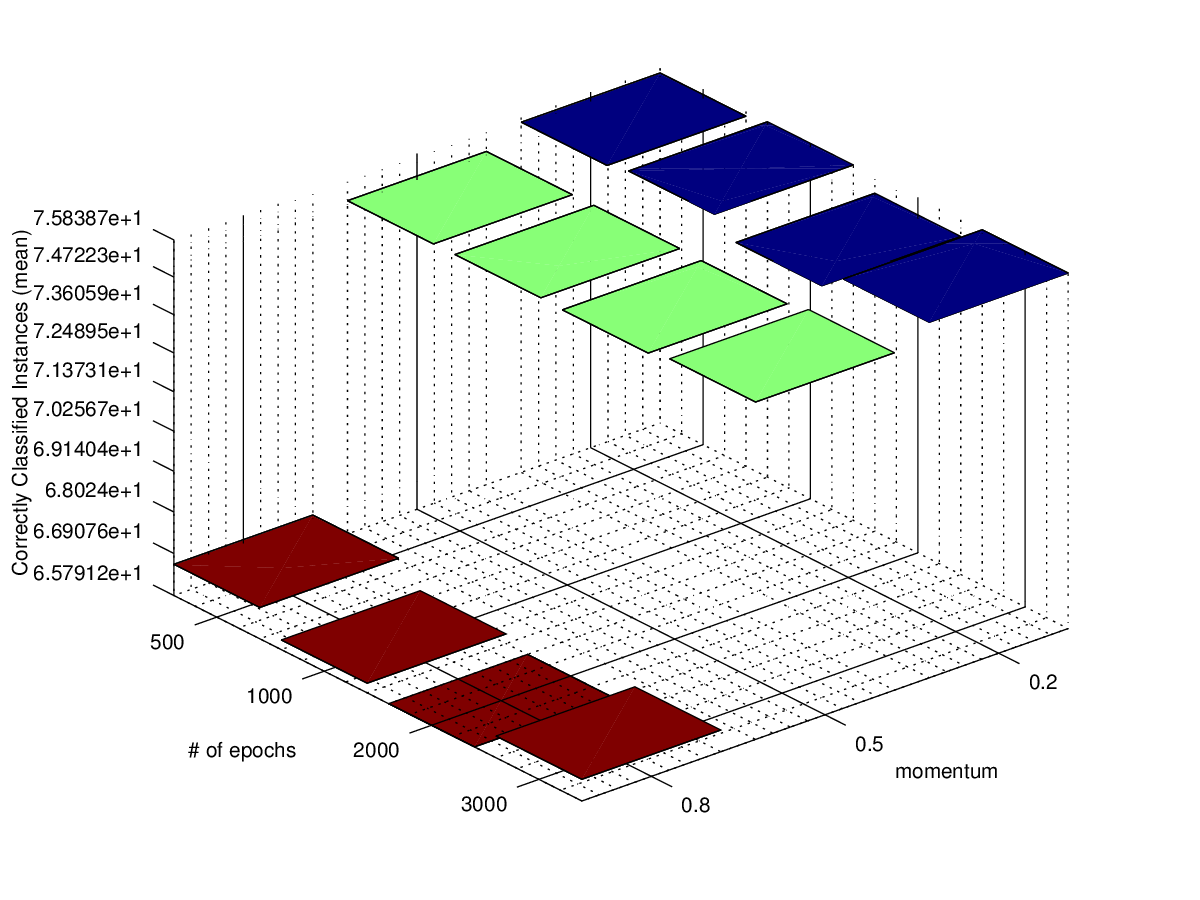 7.58387e+1
7.47223e+1
7.36059e+1
7.24895e+1
7.13731e+1
7.02567e+1
6.91404e+1
6.8024e+1
6.69076e+1
6.57912e+1
Correctly Classified Instances (mean)
500
1000
2000
3000
# of epochs
0.2
0.5
0.8
momentum